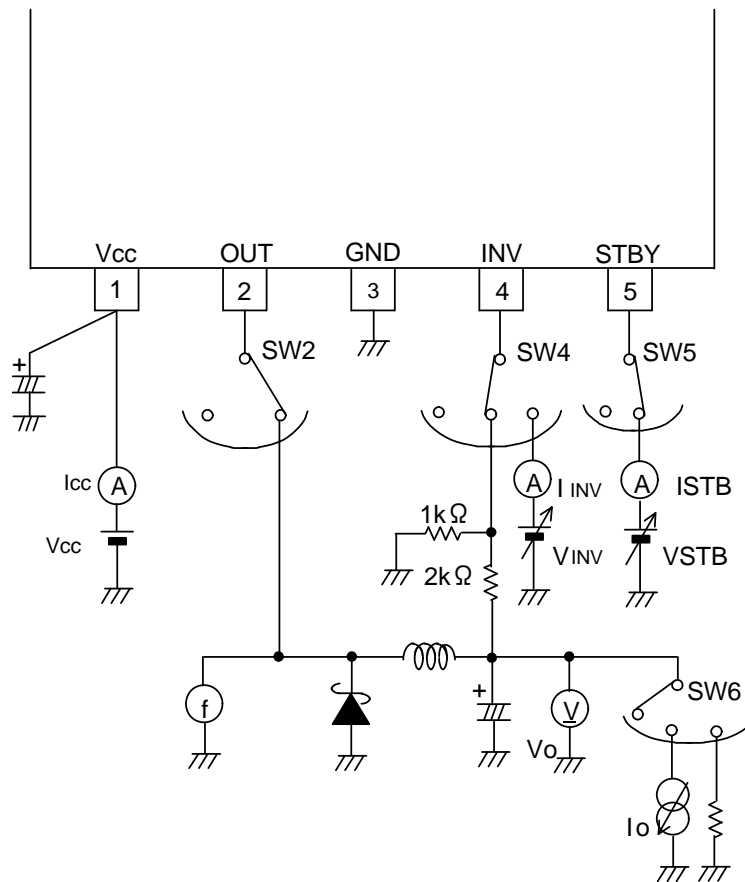 Vcc OUT GND INV STBY
1 2 3 4 5
SW2 SW4 SW5
+
Icc A A I INV A ISTB
Vcc 1kΩ VINV VSTB
2kΩ
SW6
+
f V
Vo
Io